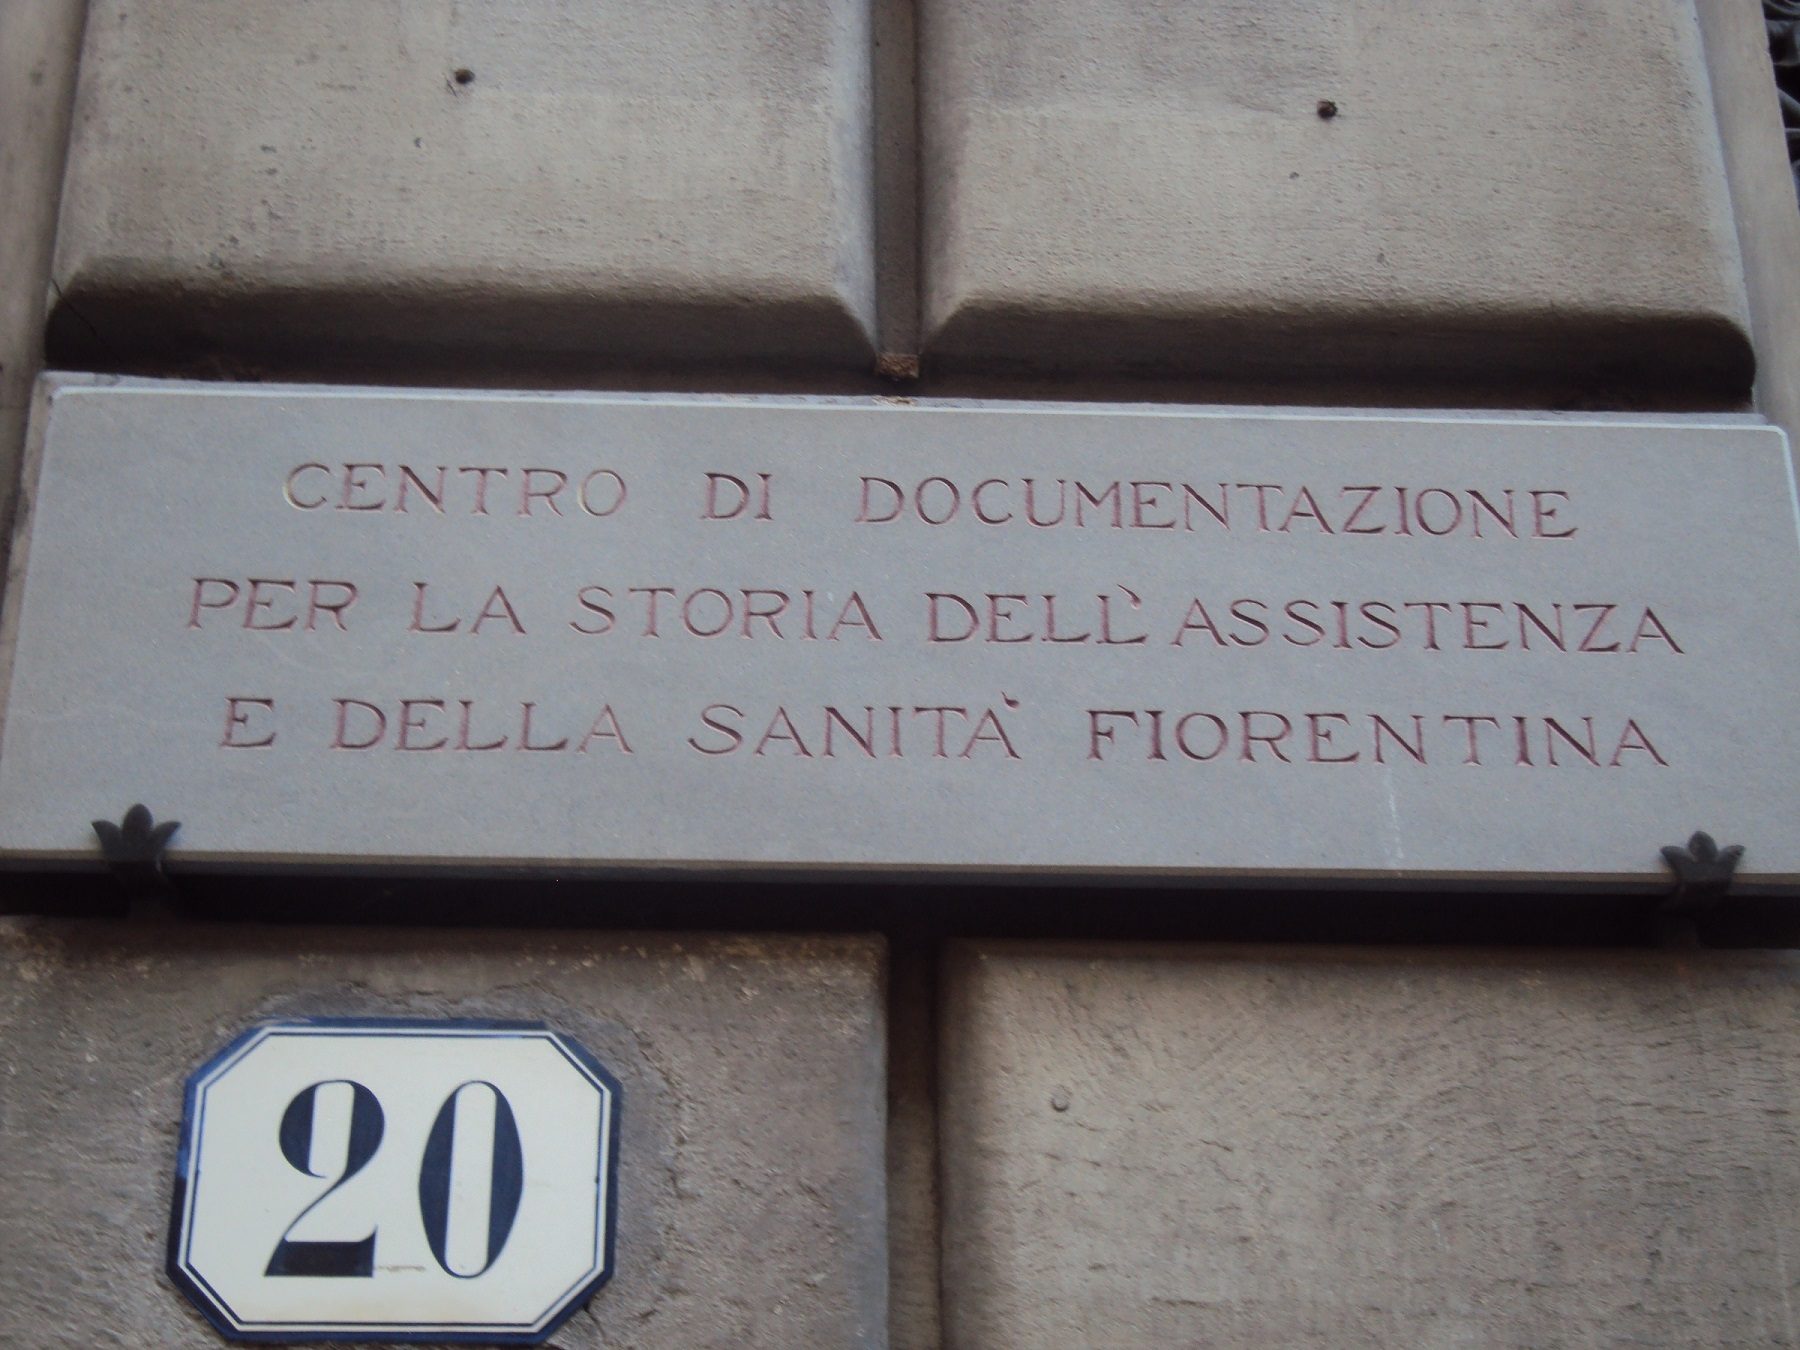 CENTRO DI DOCUMENTAZIONE
PER LA STORIA DELL'ASSISTENZA
E DELLA SANITÀ FIORENTINA
20